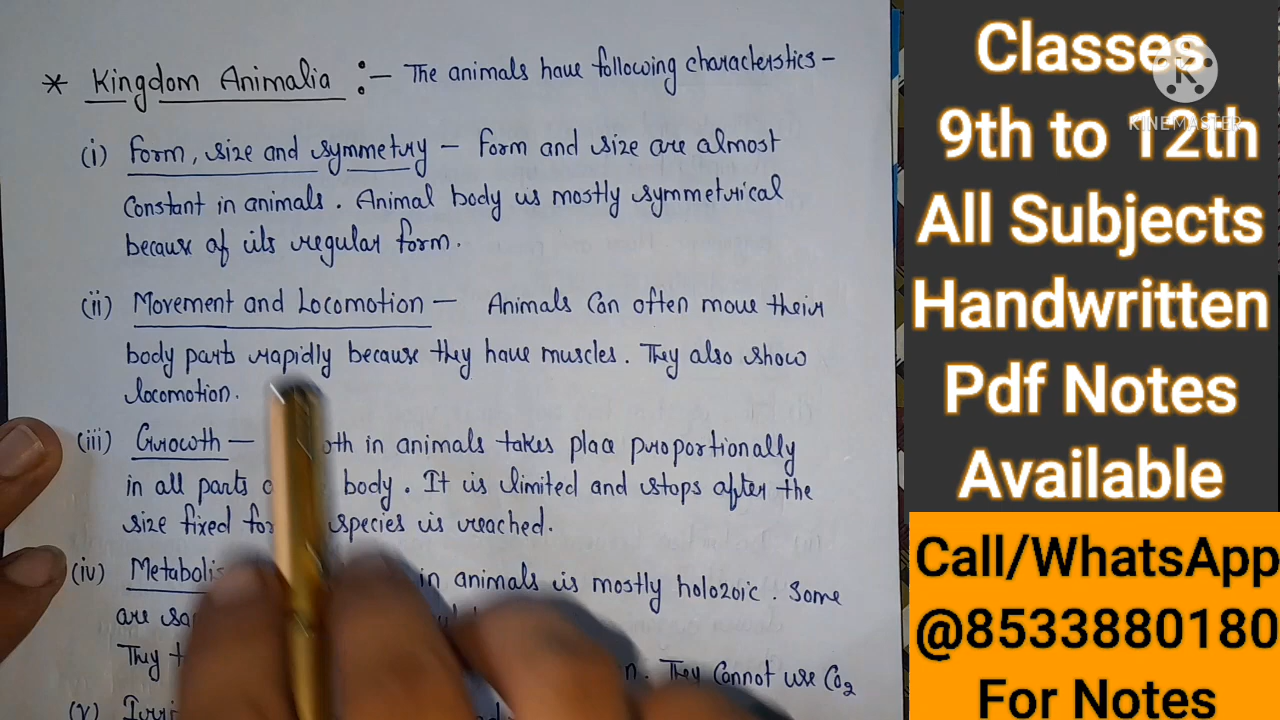 * Kingdom Animalia :- The animals have following characterstics -
(i) Form, size and symmetry - Form and size are almost
Constant in animals. Animal body is mostly symmetrical
because of its regular form.
(ii) Movement and Locomotion - Animals Can often move their
body parts rapidly because they have muscles. They also show
locomotion.
(iii) Growth - in animals takes place proportionally
in all parts body. It is limited and stops after the
size fixed for species is reached.
(iv) in animals is mostly holozoic. Some
are
They They Cannot use CO2
(v)
Classes
9th to 12th
All Subjects
Handwritten
Pdf Notes
Available
Call/WhatsApp
@8533880180
For Notes
K
KINEMASTER